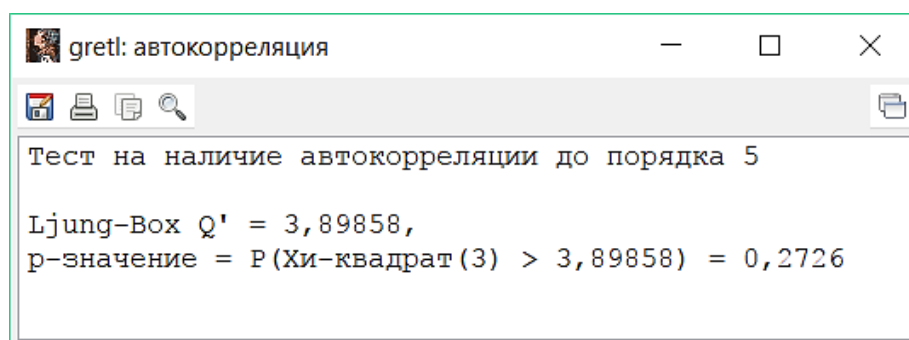 gretl: автокорреляция
Тест на наличие автокорреляции до порядка 5
Ljung-Box Q' = 3,89858,
р-значение = P(Хи-квадрат(3) > 3,89858) = 0,2726